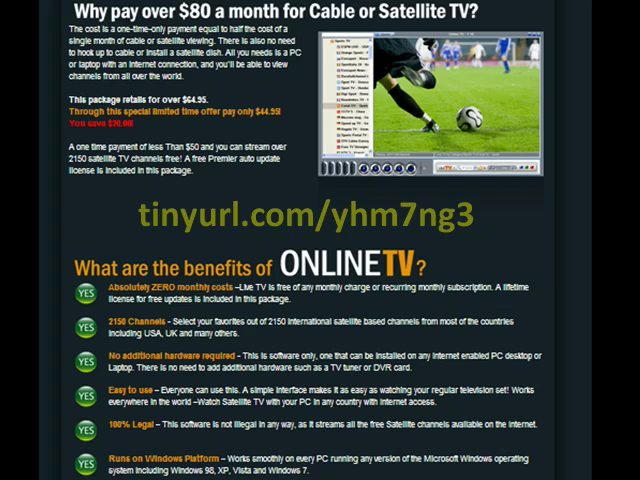 Why pay over $80 a month for Cable or Satellite TV?
The cost is a one-time-only payment equal to half the cost of a
single month of cable or satellite viewing. There is also no need
to hook up to cable or install a satellite dish. All you need is a PC
or laptop with an internet connection, and you'll be able to view
channels from all over the world.
This package retails for over $64.95.
Through this special limited time offer pay only $44.95!
You save $20.00!
A one time payment of less Than $50 and you can stream over
2150 satellite TV channels free! A free Premier auto update
license is included in this package.
tinyurl.com/yhm7ng3
What are the benefits of ONLINETV?
YES
Absolutely ZERO monthly costs –Live TV is free of any monthly charge or recurring monthly subscription. A lifetime
license for free updates is included in this package.
YES
2150 Channels - Select your favorites out of 2150 international satellite based channels from most of the countries
including USA, UK and many others.
YES
No additional hardware required - This is software only, one that can be installed on any internet enabled PC desktop or
Laptop. There is no need to add additional hardware such as a TV tuner or DVR card.
YES
Easy to use – Everyone can use this. A simple interface makes it easy as watching your regular television set! Works
everywhere in the world –Watch Satellite TV with your PC in any country with internet access.
YES
100% Legal – This software is not illegal in any way, as it streams all the free Satellite channels available on the internet.
YES
Runs on Windows Platform – Works smoothly on every PC running any version of the Microsoft Windows operating
system including Windows 98, XP, Vista and Windows 7.